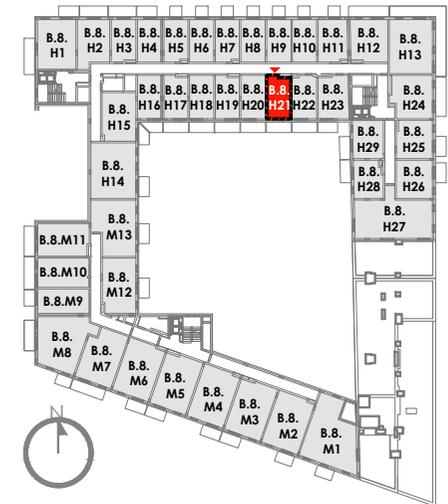 B.8.
H1
B.8.
H2
B.8.
H3
B.8.
H4
B.8.
H5
B.8.
H6
B.8.
H7
B.8.
H8
B.8.
H9
B.8.
H10
B.8.
H11
B.8.
H12
B.8.
H13
B.8.
H15
B.8.
H16
B.8.
H17
B.8.
H18
B.8.
H19
B.8.
H20
B.8.
H21
B.8.
H22
B.8.
H23
B.8.
H24
B.8.
H29
B.8.
H25
B.8.
H14
B.8.
H28
B.8.
H26
B.8.
H27
B.8.
M13
B.8.M11
B.8.M10
B.8.
M12
B.8.M9
B.8.
M8
B.8.
M7
B.8.
M6
B.8.
M5
B.8.
M4
B.8.
M3
B.8.
M2
B.8.
M1
N